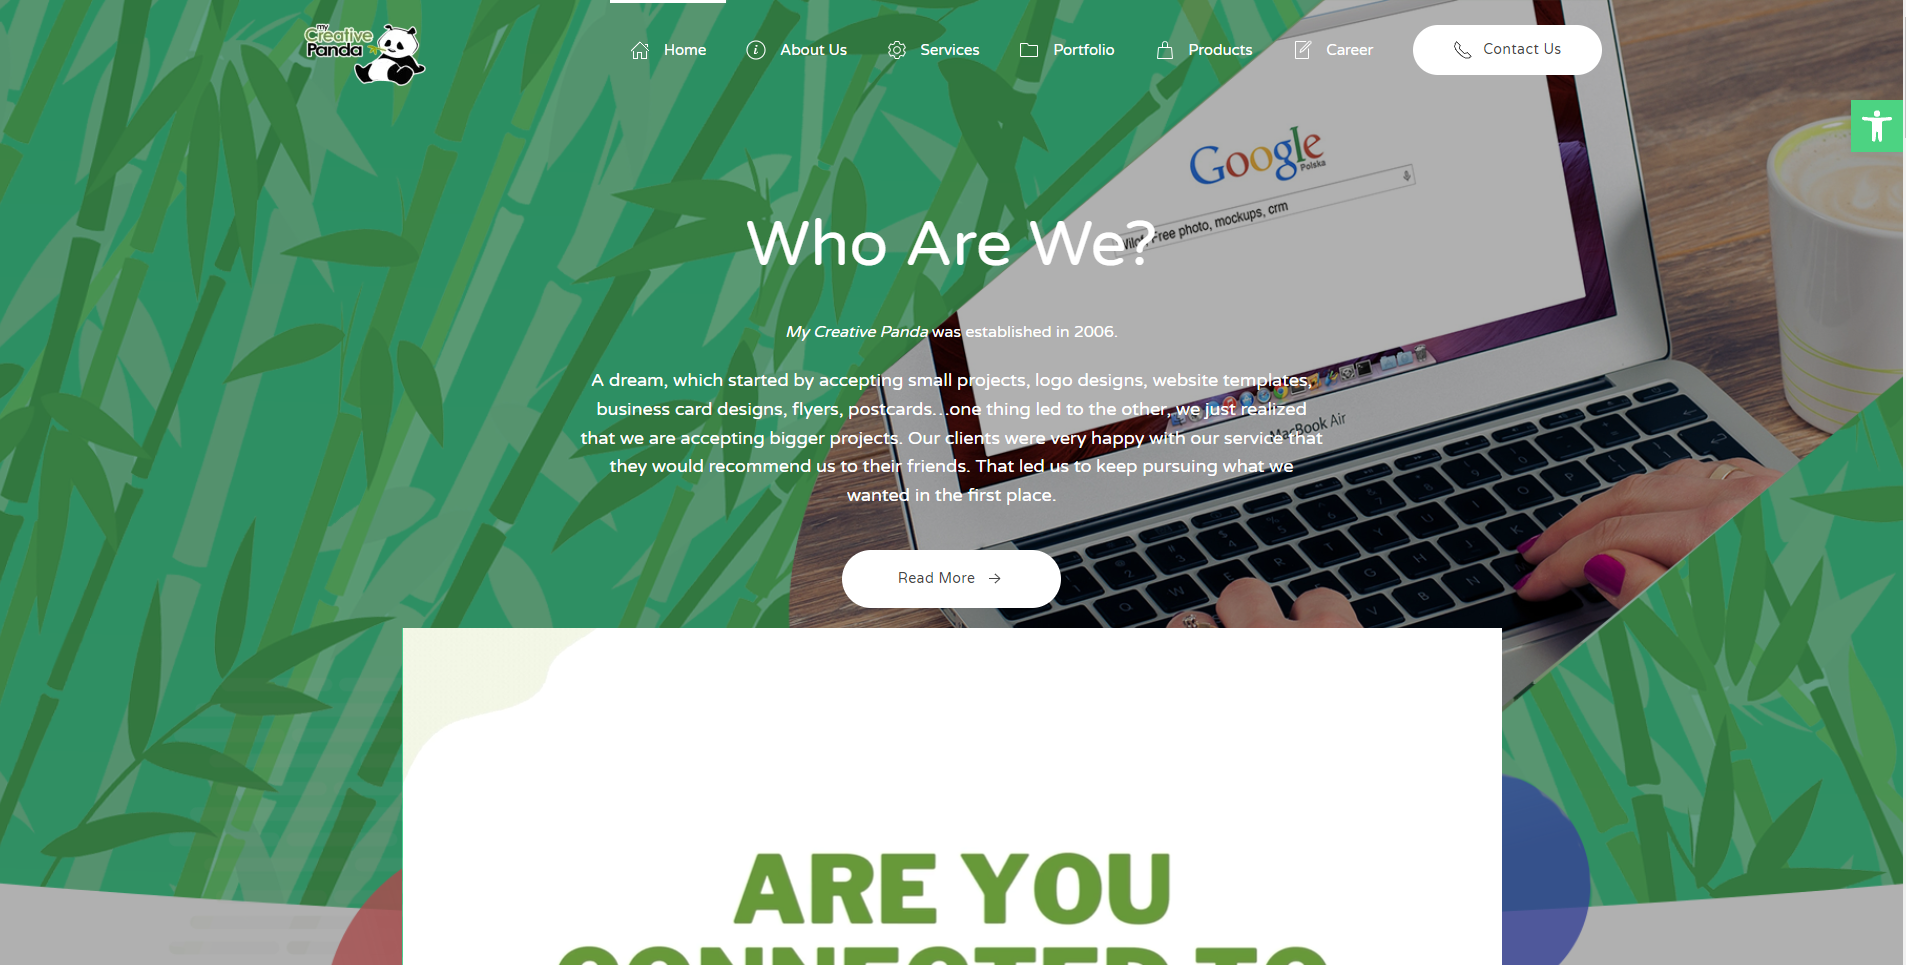 my
Creative
Panda
Home
About Us
Services
Portfolio
Products
Career
Contact Us
Google
Polska
Free photo, mockups, crm
Who Are We?
My Creative Panda was established in 2006.
A dream, which started by accepting small projects, logo designs, website templates,
business card designs, flyers, postcards…one thing led to the other, we just realized
that we are accepting bigger projects. Our clients were very happy with our service that
they would recommend us to their friends. That led us to keep pursuing what we
wanted in the first place.
MacBook Air
Read More
ARE YOU
CONNECTED TO